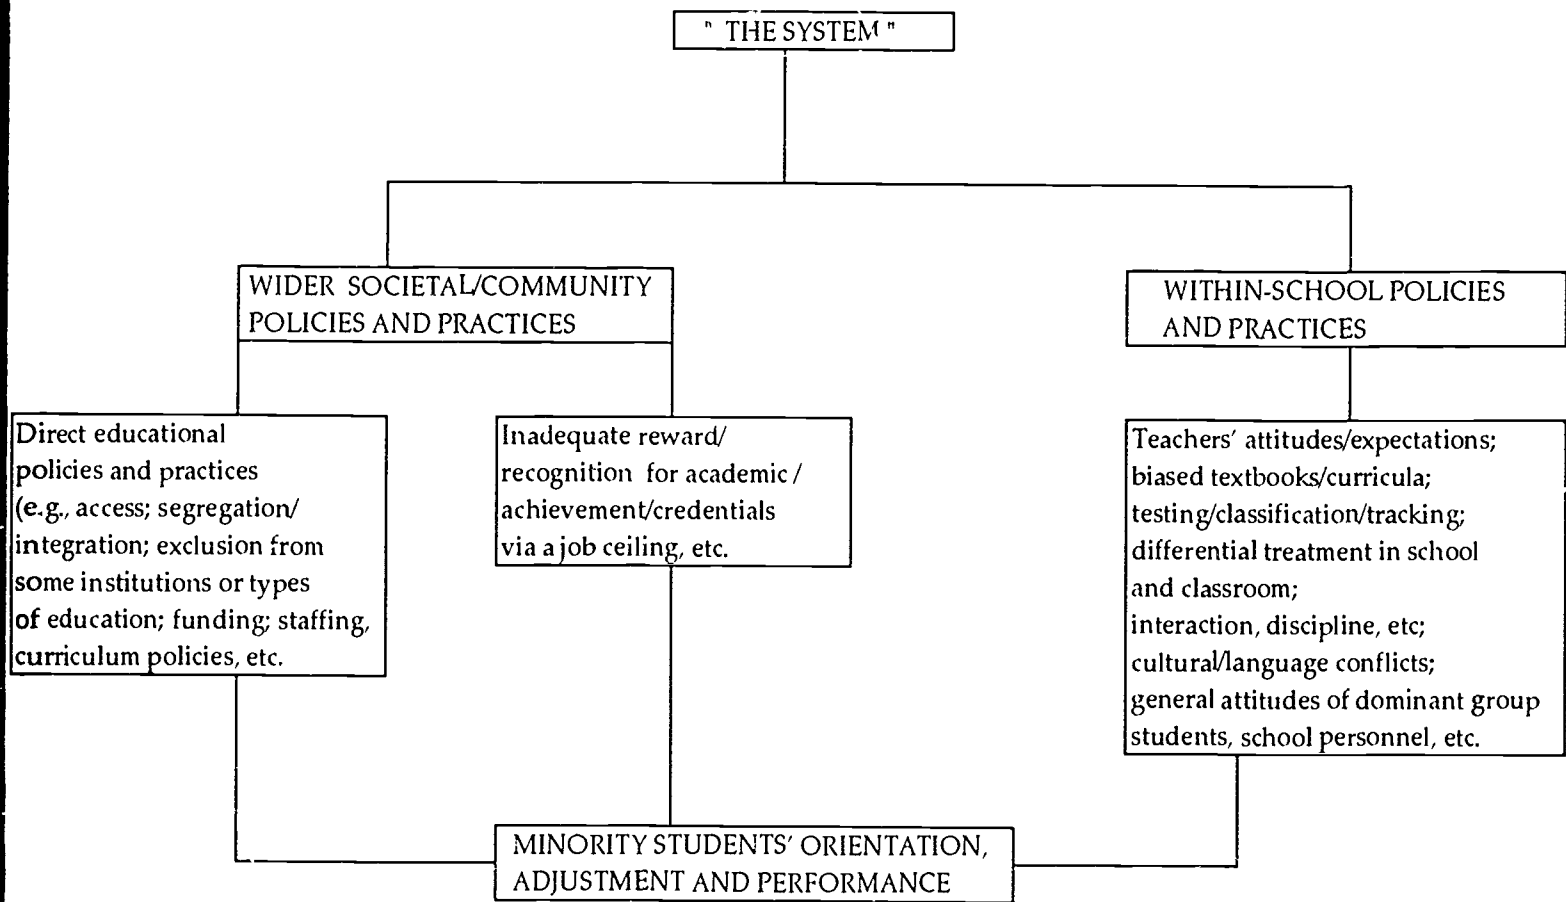 " THE SYSTEM "
WIDER SOCIETAL/COMMUNITY
POLICIES AND PRACTICES
WITHIN-SCHOOL POLICIES
AND PRACTICES
Direct educational
policies and practices
(e.g., access; segregation/
integration; exclusion from
some institutions or types
of education; funding; staffing,
curriculum policies, etc.
Inadequate reward/
recognition for academic /
achievement/credentials
via a job ceiling, etc.
Teachers' attitudes/expectations;
biased textbooks/curricula;
testing/classification/tracking;
differential treatment in school
and classroom;
interaction, discipline, etc;
cultural/language conflicts;
general attitudes of dominant group
students, school personnel, etc.
MINORITY STUDENTS' ORIENTATION,
ADJUSTMENT AND PERFORMANCE